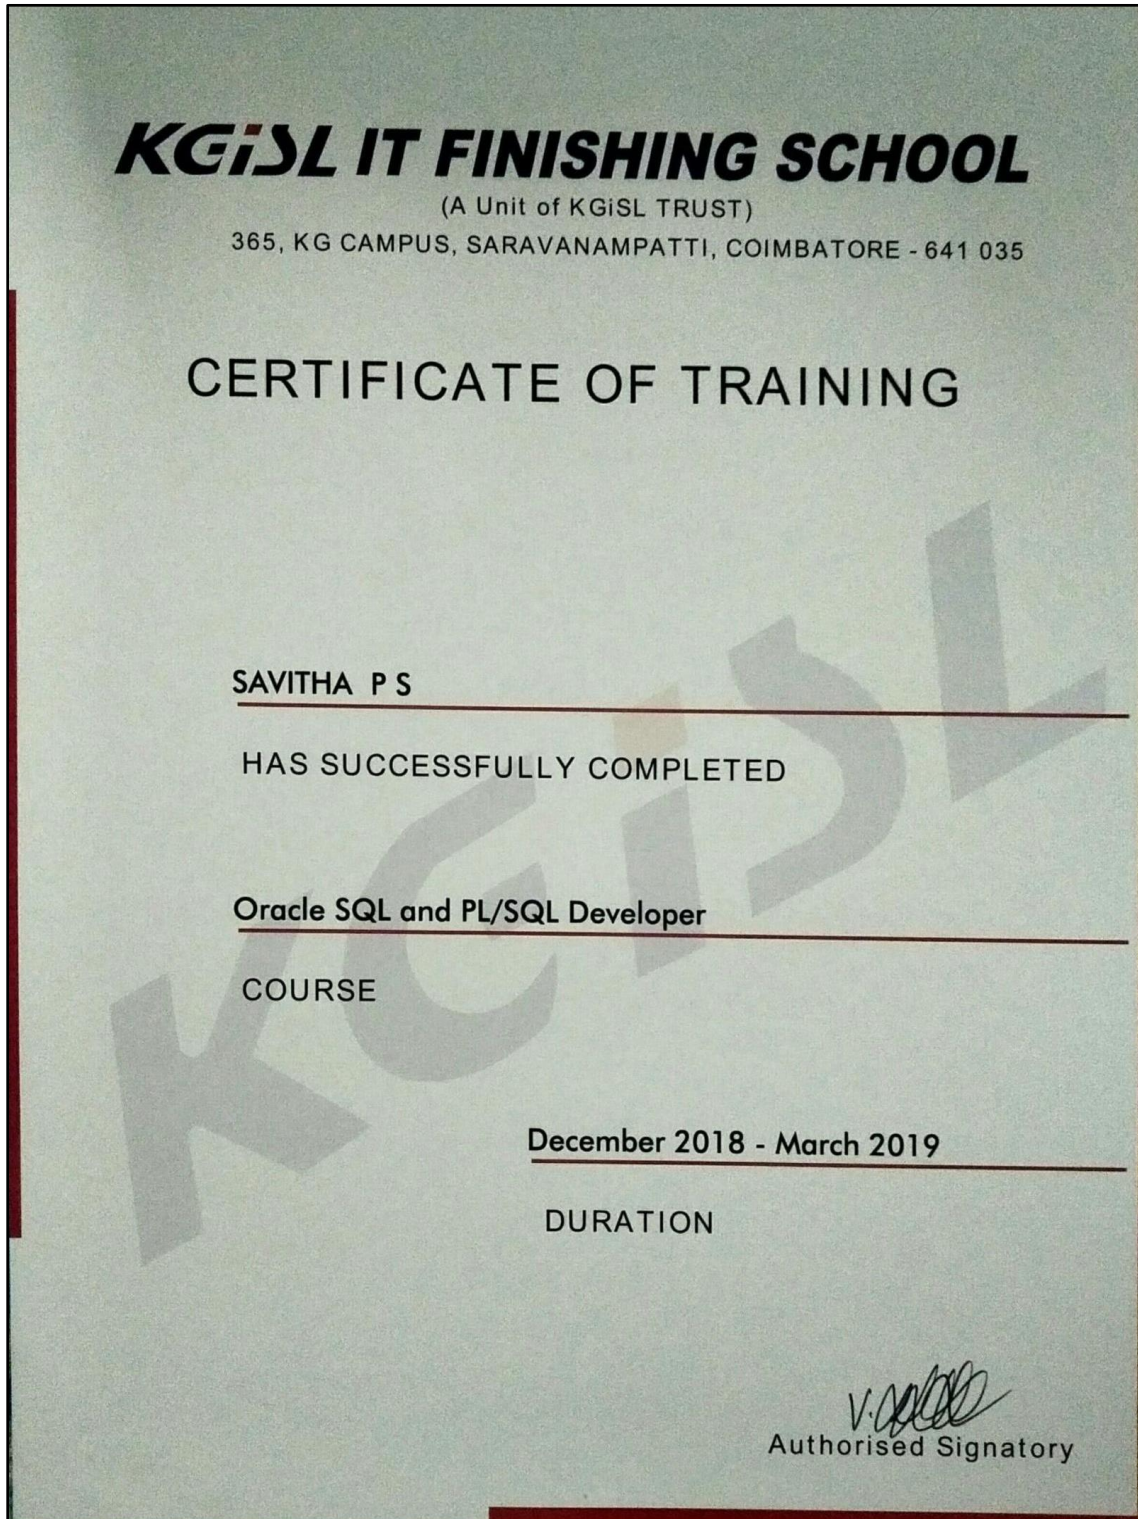 KGiSL IT FINISHING SCHOOL
(A Unit of KGiSL TRUST)
365, KG CAMPUS, SARAVANAMPATTI, COIMBATORE - 641 035
CERTIFICATE OF TRAINING
SAVITHA P S
HAS SUCCESSFULLY COMPLETED
KGiSL
Oracle SQL and PL/SQL Developer
COURSE
December 2018 - March 2019
DURATION
Authorised Signatory